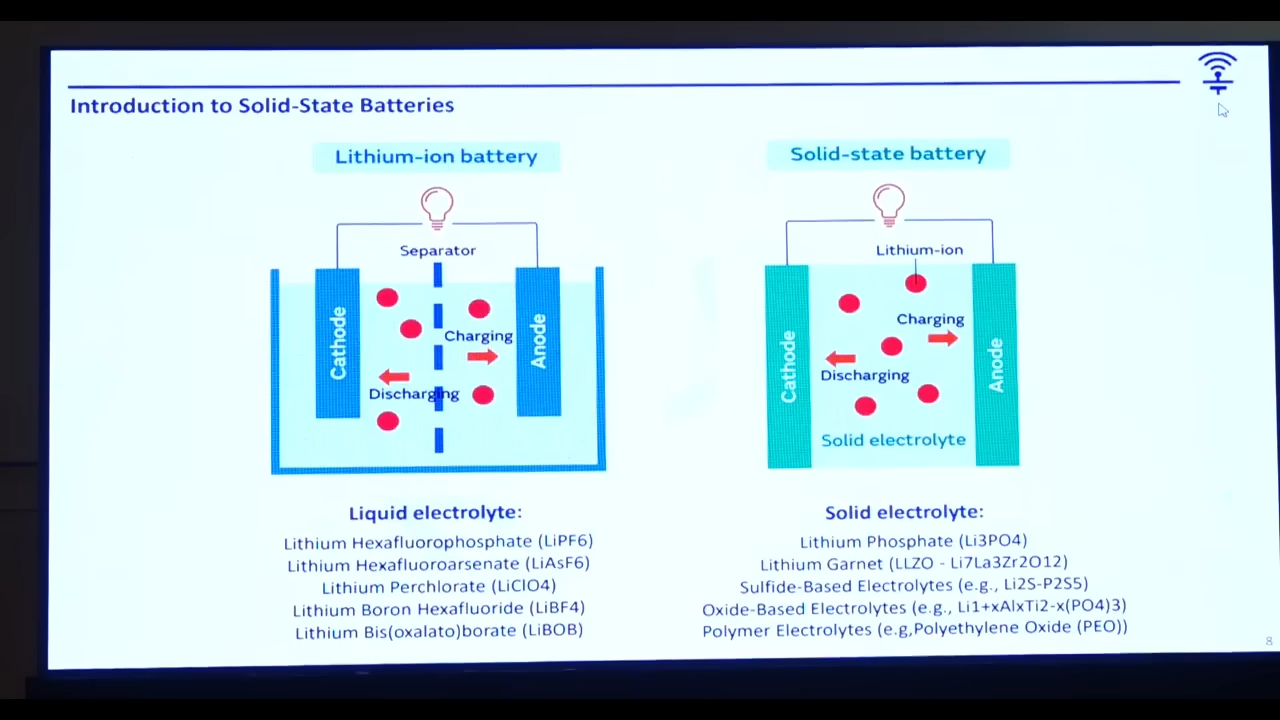 Introduction to Solid-State Batteries
Lithium-ion battery
Separator
Cathode
Anode
Charging
Discharging
Liquid electrolyte:
Lithium Hexafluorophosphate (LiPF6)
Lithium Hexafluoroarsenate (LiAsF6)
Lithium Perchlorate (LiClO4)
Lithium Boron Hexafluoride (LiBF4)
Lithium Bis(oxalato)borate (LiBOB)
Solid-state battery
Lithium-ion
Cathode
Anode
Charging
Discharging
Solid electrolyte
Solid electrolyte:
Lithium Phosphate (Li3PO4)
Lithium Garnet (LLZO - Li7La3Zr2O12)
Sulfide-Based Electrolytes (e.g., Li2S-P2S5)
Oxide-Based Electrolytes (e.g., Li1+xAlxTi2-x(PO4)3)
Polymer Electrolytes (e.g,Polyethylene Oxide (PEO))
8